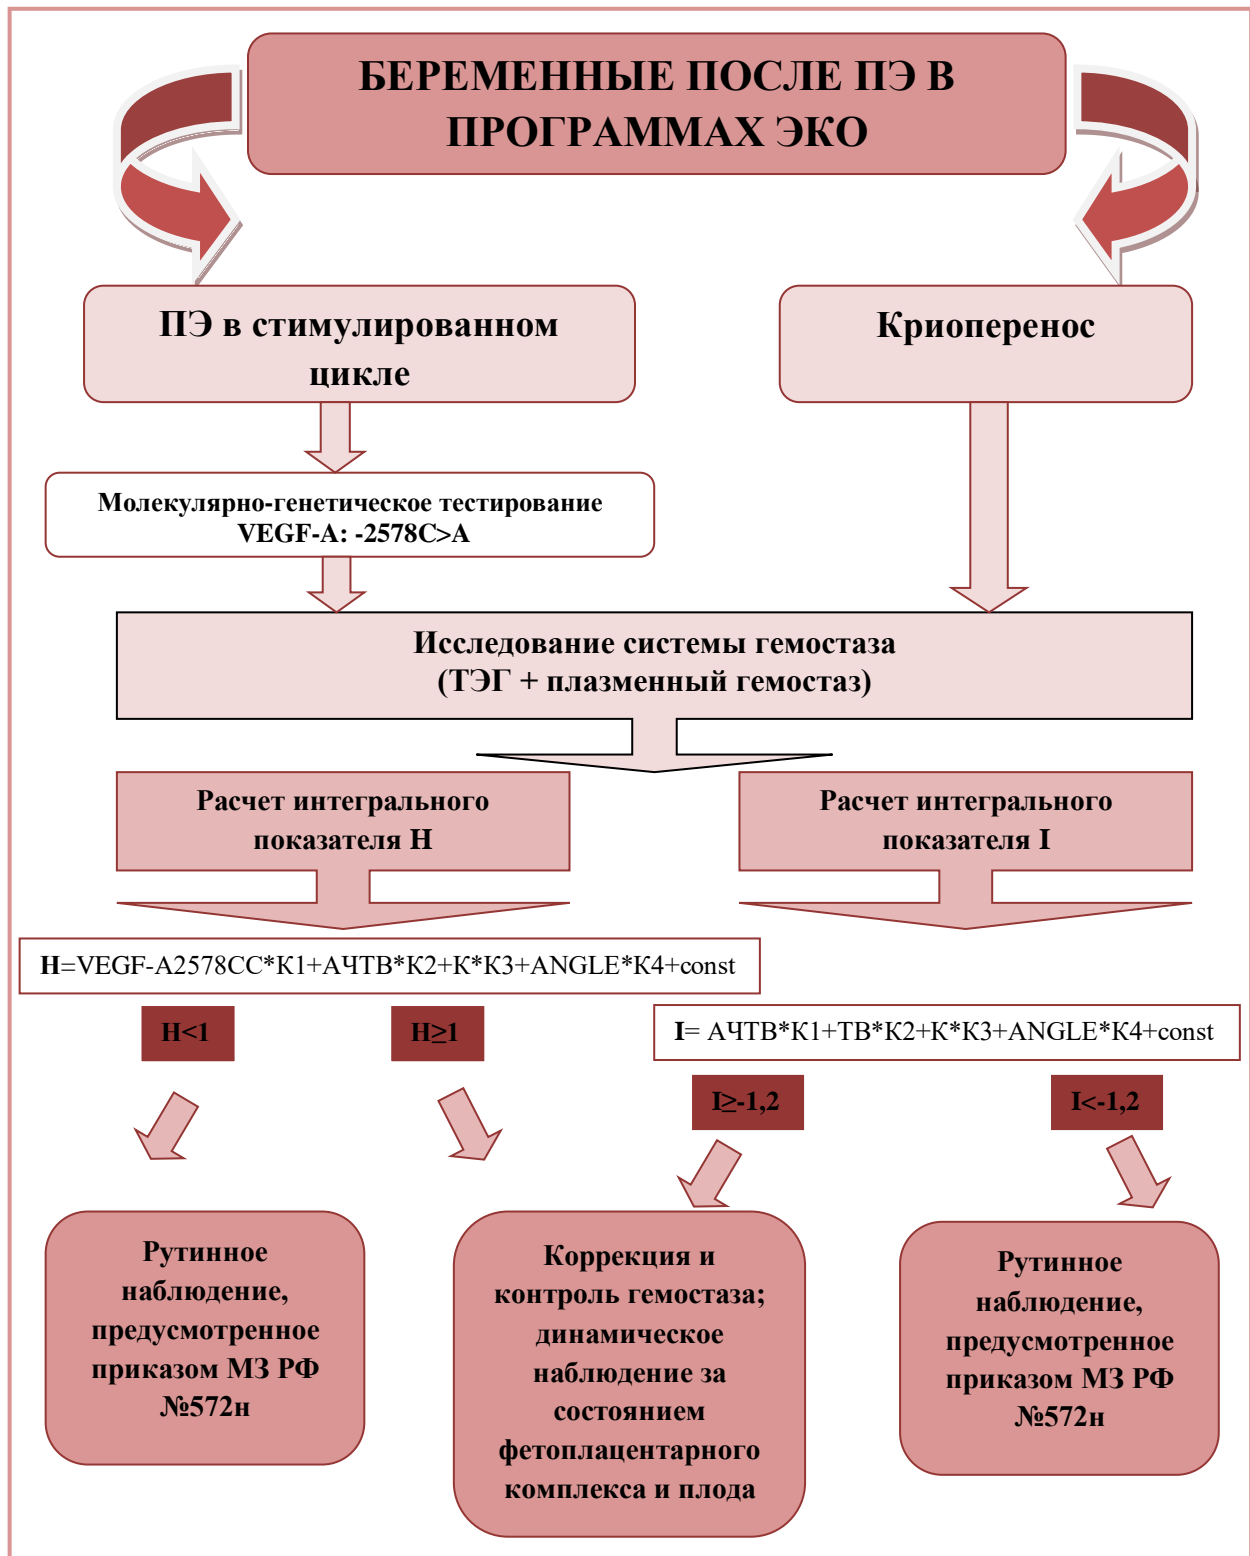 БЕРЕМЕННЫЕ ПОСЛЕ ПЭ В
ПРОГРАММАХ ЭКО
ПЭ в стимулированном
цикле
Криоперенос
Молекулярно-генетическое тестирование
VEGF-A: -2578C>A
Исследование системы гемостаза
(ТЭГ + плазменный гемостаз)
Расчет интегрального
показателя H
Расчет интегрального
показателя I
H=VEGF-A2578CC*K1+АЧТВ*K2+K*K3+ANGLE*K4+const
H<1
H≥1
I= АЧТВ*K1+ТВ*K2+K*K3+ANGLE*K4+const
I≥-1,2
I<-1,2
Рутинное
наблюдение,
предусмотренное
приказом МЗ РФ
№572н
Коррекция и
контроль гемостаза;
динамическое
наблюдение за
состоянием
фетоплацентарного
комплекса и плода
Рутинное
наблюдение,
предусмотренное
приказом МЗ РФ
№572н